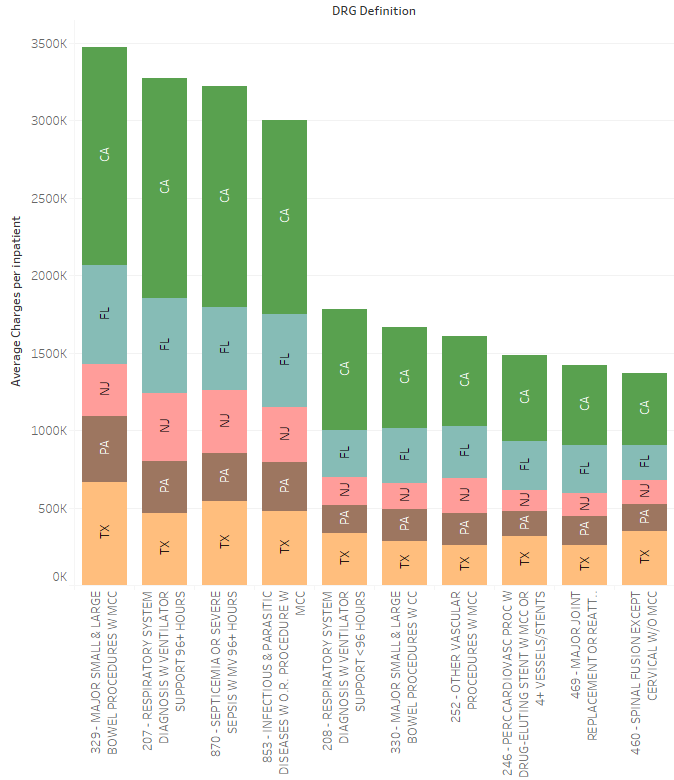 DRG Definition
Average Charges per inpatient
3500K
3000K
2500K
2000K
1500K
1000K
500K
0K
CA
FL
NJ
PA
TX
CA
FL
NJ
PA
TX
CA
FL
NJ
PA
TX
CA
FL
NJ
PA
TX
CA
FL
NJ
PA
TX
CA
FL
NJ
PA
TX
CA
FL
NJ
PA
TX
CA
FL
NJ
PA
TX
CA
FL
NJ
PA
TX
CA
FL
NJ
PA
TX
329 - MAJOR SMALL & LARGE
BOWEL PROCEDURES W MCC
207 - RESPIRATORY SYSTEM
DIAGNOSIS W VENTILATOR
SUPPORT 96+ HOURS
870 - SEPTICEMIA OR SEVERE
SEPSIS W MV 96+ HOURS
853 - INFECTIOUS & PARASITIC
DISEASES W O.R. PROCEDURE W
MCC
208 - RESPIRATORY SYSTEM
DIAGNOSIS W VENTILATOR
SUPPORT <96 HOURS
330 - MAJOR SMALL & LARGE
BOWEL PROCEDURES W CC
252 - OTHER VASCULAR
PROCEDURES W MCC
246 - PERC CARDIOVASC PROC W
DRUG-ELUTING STENT W MCC OR
4+ VESSELS/STENTS
469 - MAJOR JOINT
REPLACEMENT OR REATT..
460 - SPINAL FUSION EXCEPT
CERVICAL W/O MCC